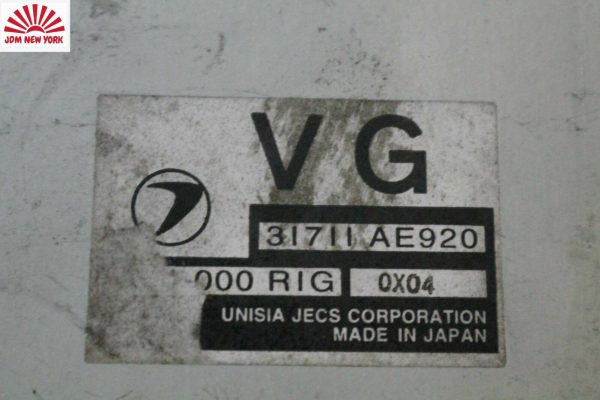 JDM NEW YORK
VG
31711 AE920
000 RIG 0X04
UNISIA JECS CORPORATION
MADE IN JAPAN